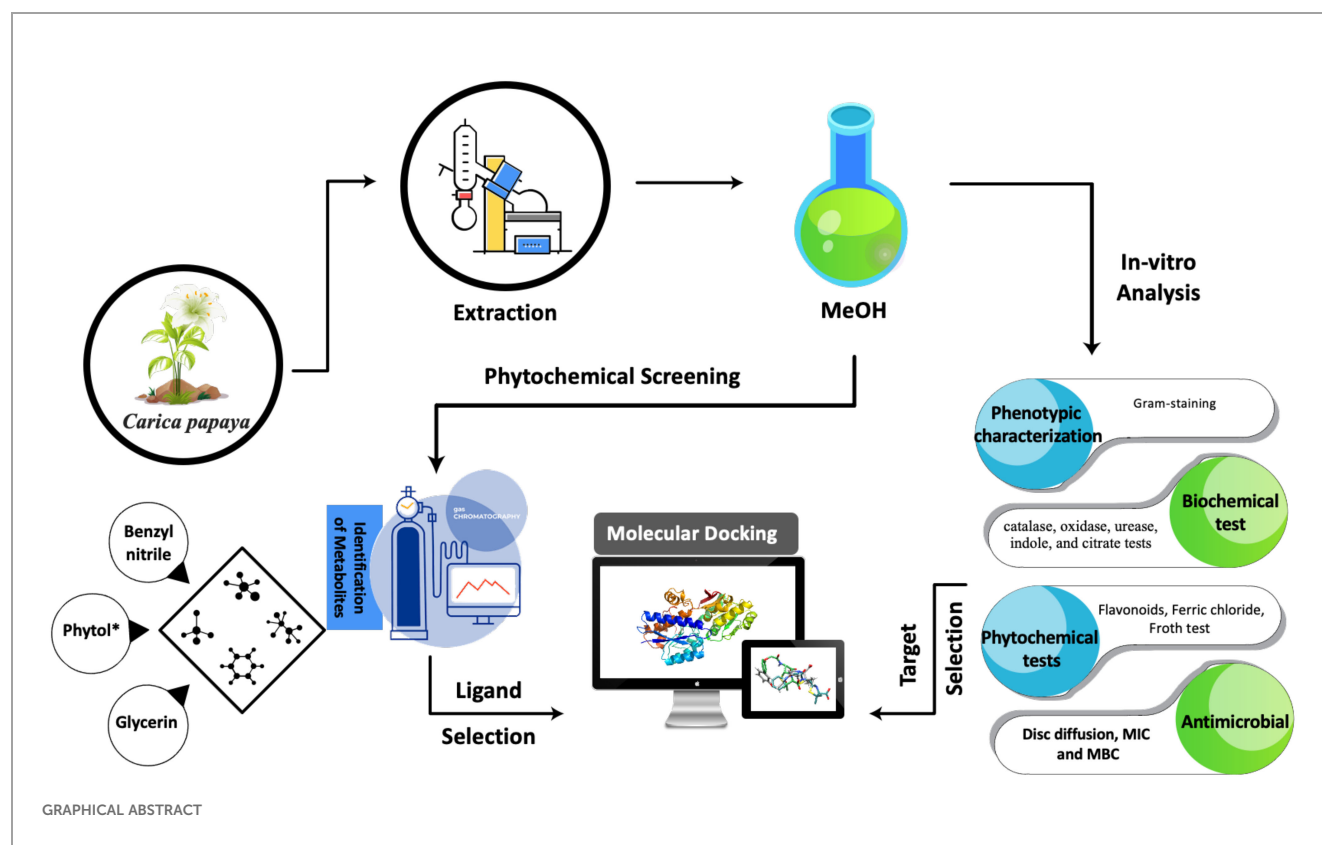 Carica papaya
Extraction
MeOH
In-vitro
Analysis
Phytochemical Screening
Phenotypic
characterization
Gram-staining
Biochemical
test
catalase, oxidase, urease,
indole, and citrate tests
Phytochemical
tests
Flavonoids, Ferric chloride,
Froth test
Antimicrobial
Disc diffusion, MIC
and MBC
Target
Selection
Identification
of Metabolites
gas
CHROMATOGRAPHY
Benzyl
nitrile
Phytol*
Glycerin
Ligand
Selection
Molecular Docking
GRAPHICAL ABSTRACT